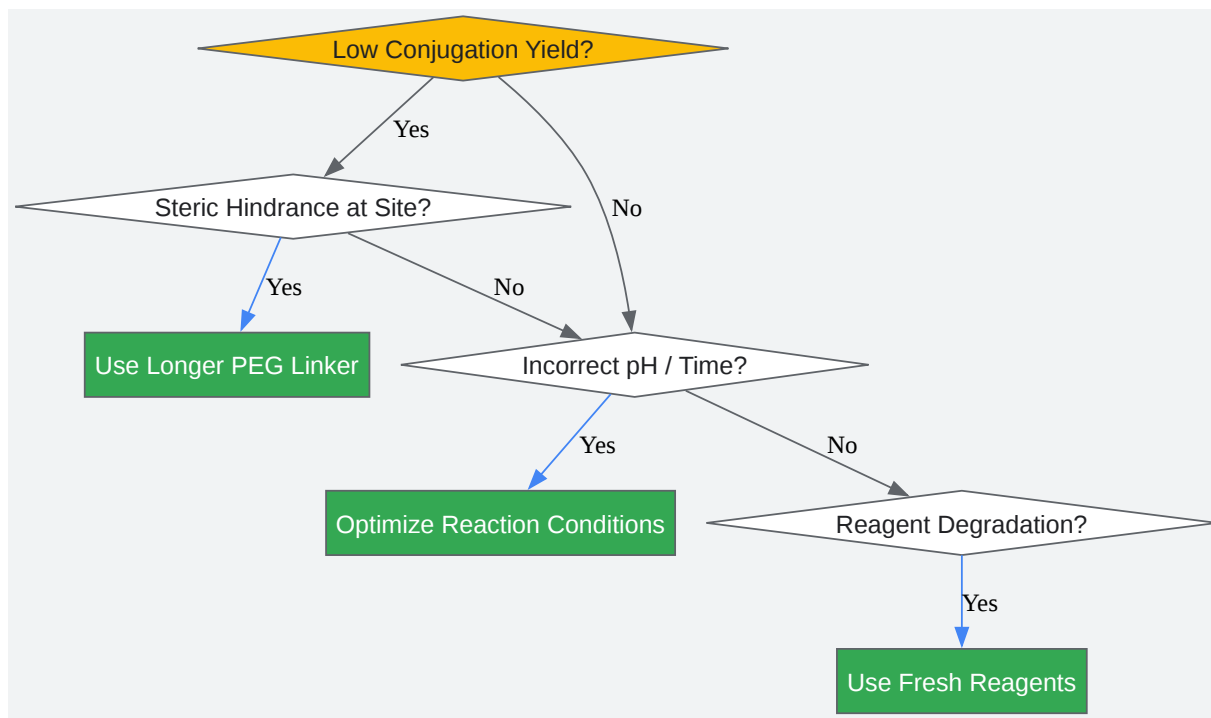 Low Conjugation Yield?
Yes
Steric Hindrance at Site?
No
Yes
No
Use Longer PEG Linker
Incorrect pH / Time?
Yes
No
Optimize Reaction Conditions
Reagent Degradation?
Yes
Use Fresh Reagents